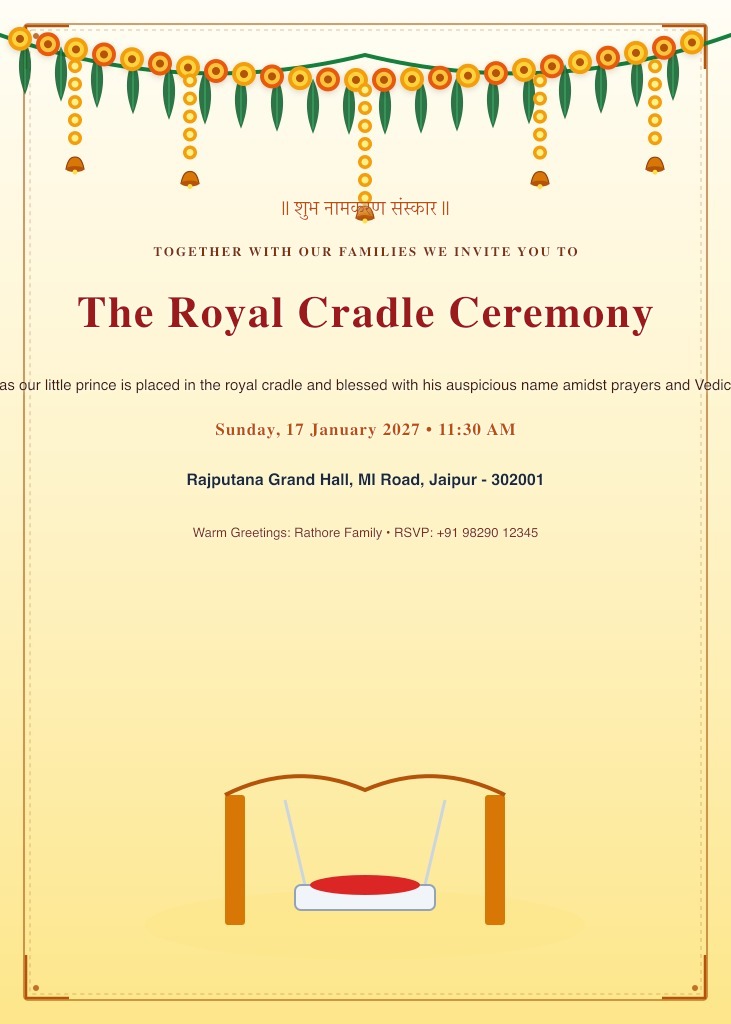 ॥ शुभ नामकरण संस्कार ॥
TOGETHER WITH OUR FAMILIES WE INVITE YOU TO
The Royal Cradle Ceremony
as our little prince is placed in the royal cradle and blessed with his auspicious name amidst prayers and Vedic
Sunday, 17 January 2027 • 11:30 AM
Rajputana Grand Hall, MI Road, Jaipur - 302001
Warm Greetings: Rathore Family • RSVP: +91 98290 12345